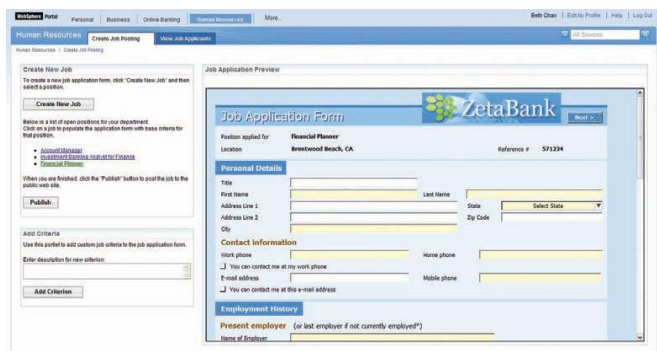 WebSphere Portal Personal Business Online Banking Human Resources More...
Beth Chan | Edit My Profile | Help | Log Out
Human Resources Create Job Posting View Job Applicants All Sources
Human Resources / Create Job Posting
Create New Job
To create a new job application form, click "Create New Job" and then
select a position.
Create New Job
Below is a list of open positions for your department.
Click on a job to populate the application form with base criteria for
that position.
Account Manager
Investment Banking Analyst for Finance
Financial Planner
When you are finished, click the "Publish" button to post the job to the
public web site.
Publish
Add Criteria
Use this portlet to add custom job criteria to the job application form.
Enter description for new criterion:
Add Criterion
Job Application Preview
Job Application Form ZetaBank Next >
Position applied for Financial Planner
Location Brentwood Beach, CA Reference # 571234
Personal Details
Title
First Name Last Name
Address Line 1 State Select State
Address Line 2 Zip Code
City
Contact information
Work phone Home phone
You can contact me at my work phone
E-mail address Mobile phone
You can contact me at this e-mail address
Employment History
Present employer (or last employer if not currently employed*)
Name of Employer